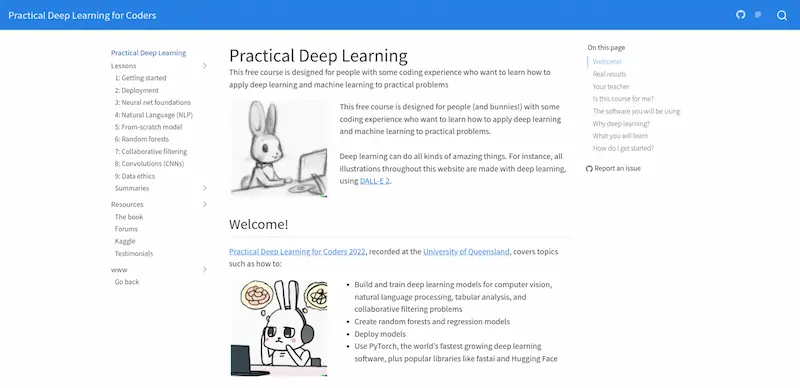 Practical Deep Learning for Coders
Practical Deep Learning
Lessons
1: Getting started
2: Deployment
3: Neural net foundations
4: Natural Language (NLP)
5: From-scratch model
6: Random forests
7: Collaborative filtering
8: Convolutions (CNNs)
9: Data ethics
Summaries
Resources
The book
Forums
Kaggle
Testimonials
www
Go back
Practical Deep Learning
This free course is designed for people with some coding experience who want to learn how to
apply deep learning and machine learning to practical problems
This free course is designed for people (and bunnies!) with some
coding experience who want to learn how to apply deep learning
and machine learning to practical problems.
Deep learning can do all kinds of amazing things. For instance, all
illustrations throughout this website are made with deep learning,
using DALL-E 2.
Welcome!
Practical Deep Learning for Coders 2022, recorded at the University of Queensland, covers topics
such as how to:
Build and train deep learning models for computer vision,
natural language processing, tabular analysis, and
collaborative filtering problems
Create random forests and regression models
Deploy models
Use PyTorch, the world's fastest growing deep learning
software, plus popular libraries like fastai and Hugging Face
On this page
Welcome!
Real results
Your teacher
Is this course for me?
The software you will be using
Why deep learning?
What you will learn
How do I get started?
Report an issue